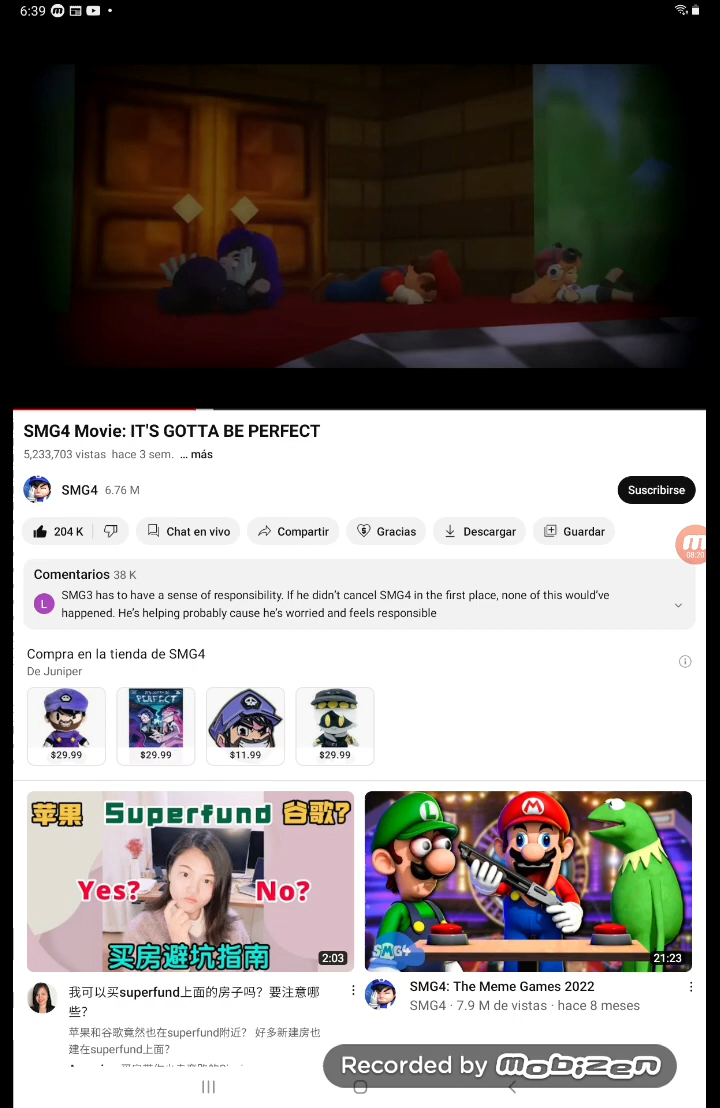 6:39
SMG4 Movie: IT'S GOTTA BE PERFECT
5,233,703 vistas hace 3 sem. ... más
SMG4 6.76 M
Suscribirse
204 K
Chat en vivo
Compartir
Gracias
Descargar
Guardar
08:20
Comentarios 38 K
L
SMG3 has to have a sense of responsibility. If he didn't cancel SMG4 in the first place, none of this would've
happened. He's helping probably cause he's worried and feels responsible
Compra en la tienda de SMG4
De Juniper
PERFECT
$29.99
$29.99
$11.99
$29.99
苹果 Superfund 谷歌?
Yes? No?
买房避坑指南
2:03
L
M
SMG4
21:23
我可以买superfund上面的房子吗？要注意哪
些？
苹果和谷歌竟然也在superfund附近？ 好多新建房也
建在superfund上面?
SMG4: The Meme Games 2022
SMG4 · 7.9 M de vistas · hace 8 meses
Recorded by mobizen